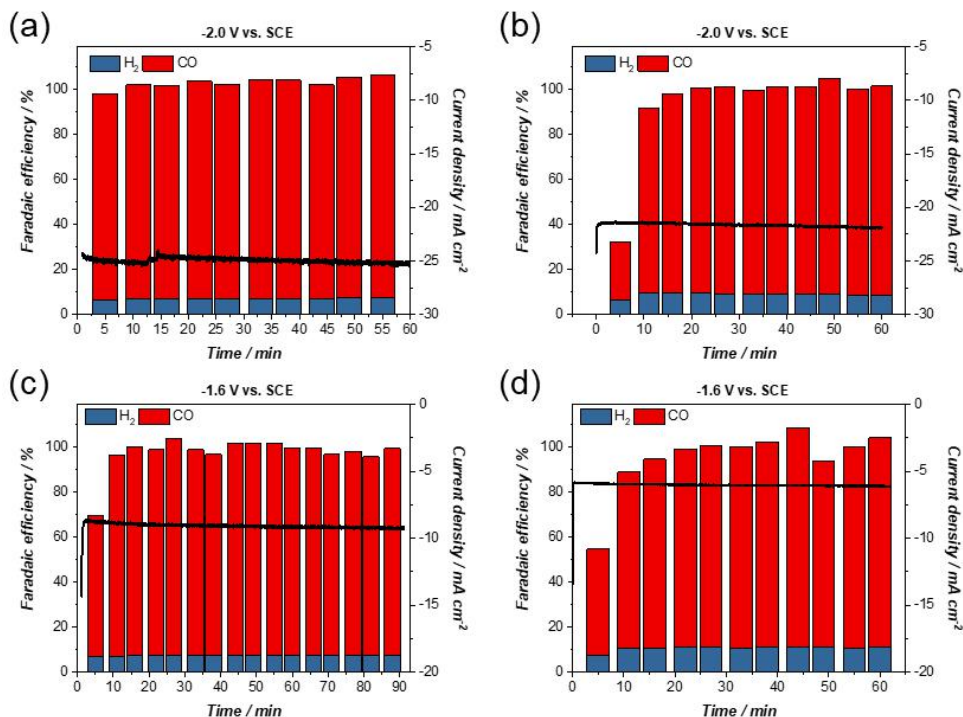 (a)
-2.0 V vs. SCE
H2 CO
Faradaic efficiency / %
0 20 40 60 80 100
Current density / mA cm-2
-5 -10 -15 -20 -25 -30
0 5 10 15 20 25 30 35 40 45 50 55 60
Time / min
(b)
-2.0 V vs. SCE
H2 CO
Faradaic efficiency / %
0 20 40 60 80 100
Current density / mA cm-2
-5 -10 -15 -20 -25 -30
0 10 20 30 40 50 60
Time / min
(c)
-1.6 V vs. SCE
H2 CO
Faradaic efficiency / %
0 20 40 60 80 100
Current density / mA cm-2
0 -5 -10 -15 -20
0 10 20 30 40 50 60 70 80 90
Time / min
(d)
-1.6 V vs. SCE
H2 CO
Faradaic efficiency / %
0 20 40 60 80 100
Current density / mA cm-2
0 -5 -10 -15 -20
0 10 20 30 40 50 60
Time / min